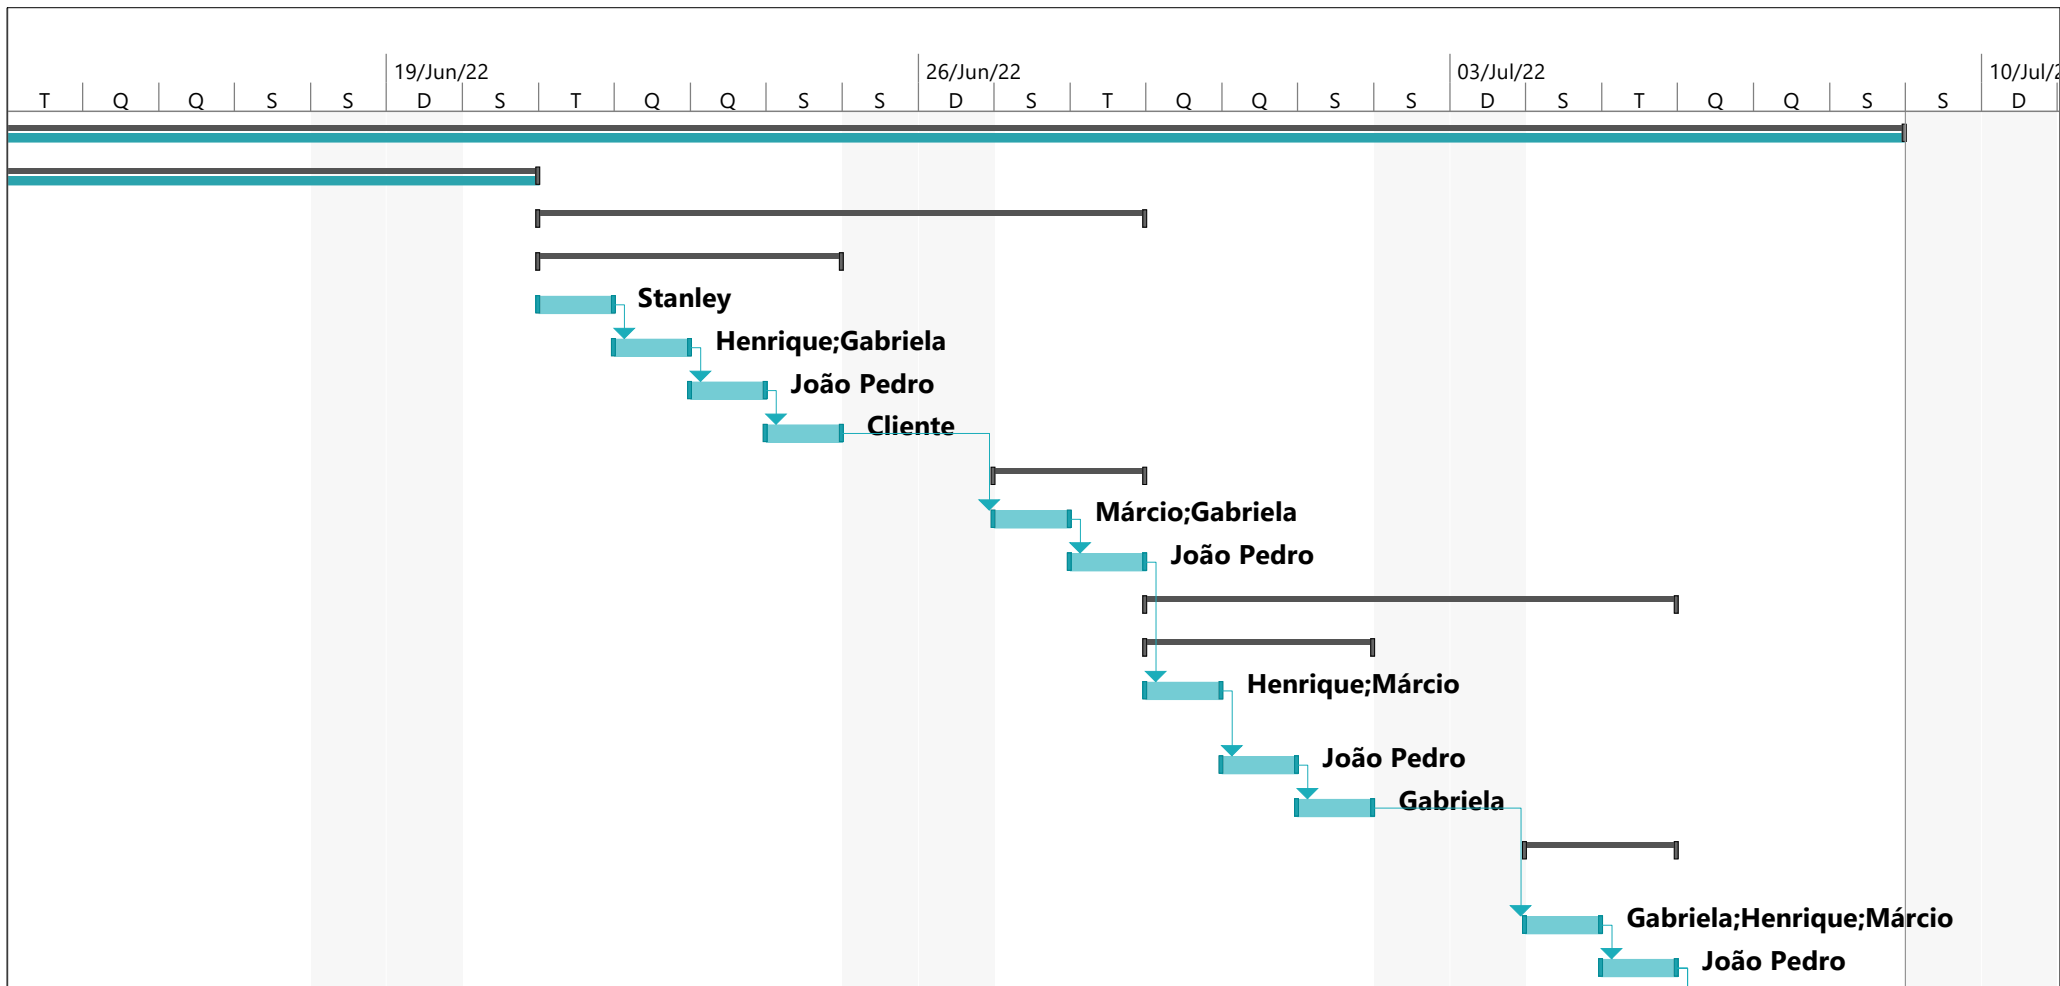 19/Jun/22 26/Jun/22 03/Jul/22 10/Jul/2
T Q Q S S D S T Q Q S S D S T Q Q S S D S T Q Q S S D
Stanley
Henrique;Gabriela
João Pedro
Cliente
Márcio;Gabriela
João Pedro
Henrique;Márcio
João Pedro
Gabriela
Gabriela;Henrique;Márcio
João Pedro